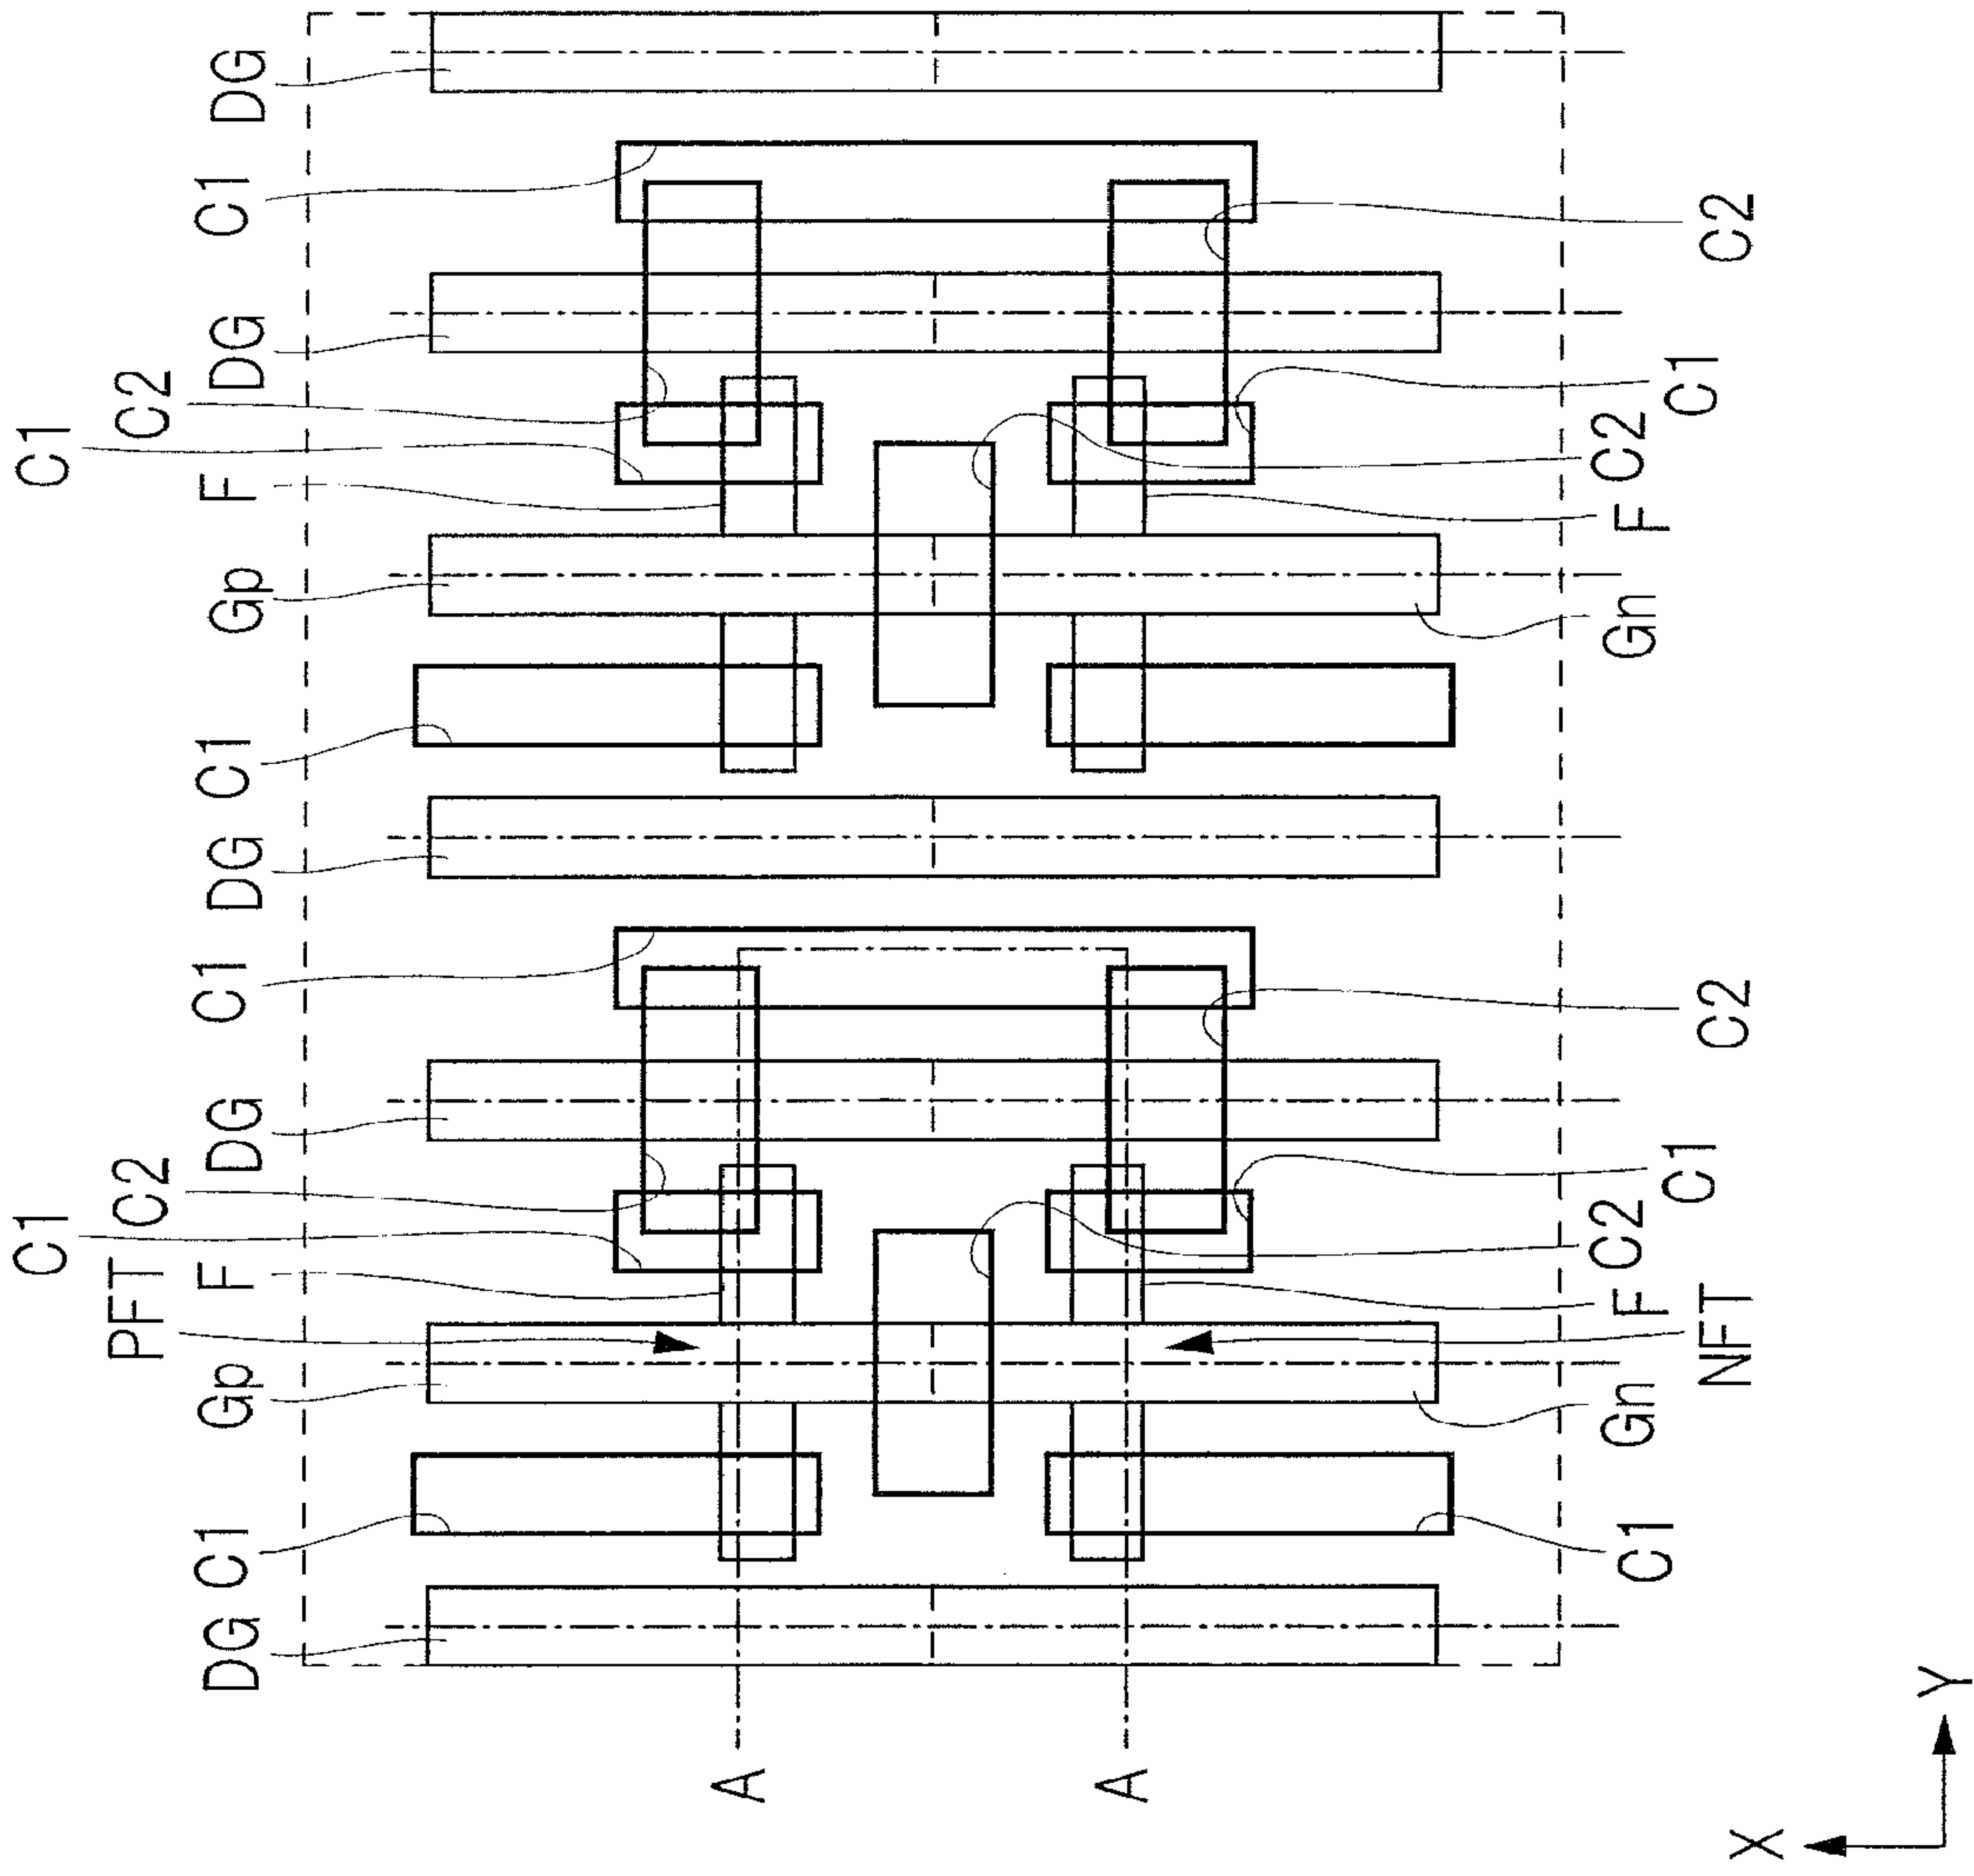 C1 C1
PFT C2 C2
DG C1 Gp F DG C1 DG C1 Gp F DG C1 DG
A
A
C1 Gn F C2 Gn F C2
NFT C1 C2 C1 C2
X
Y